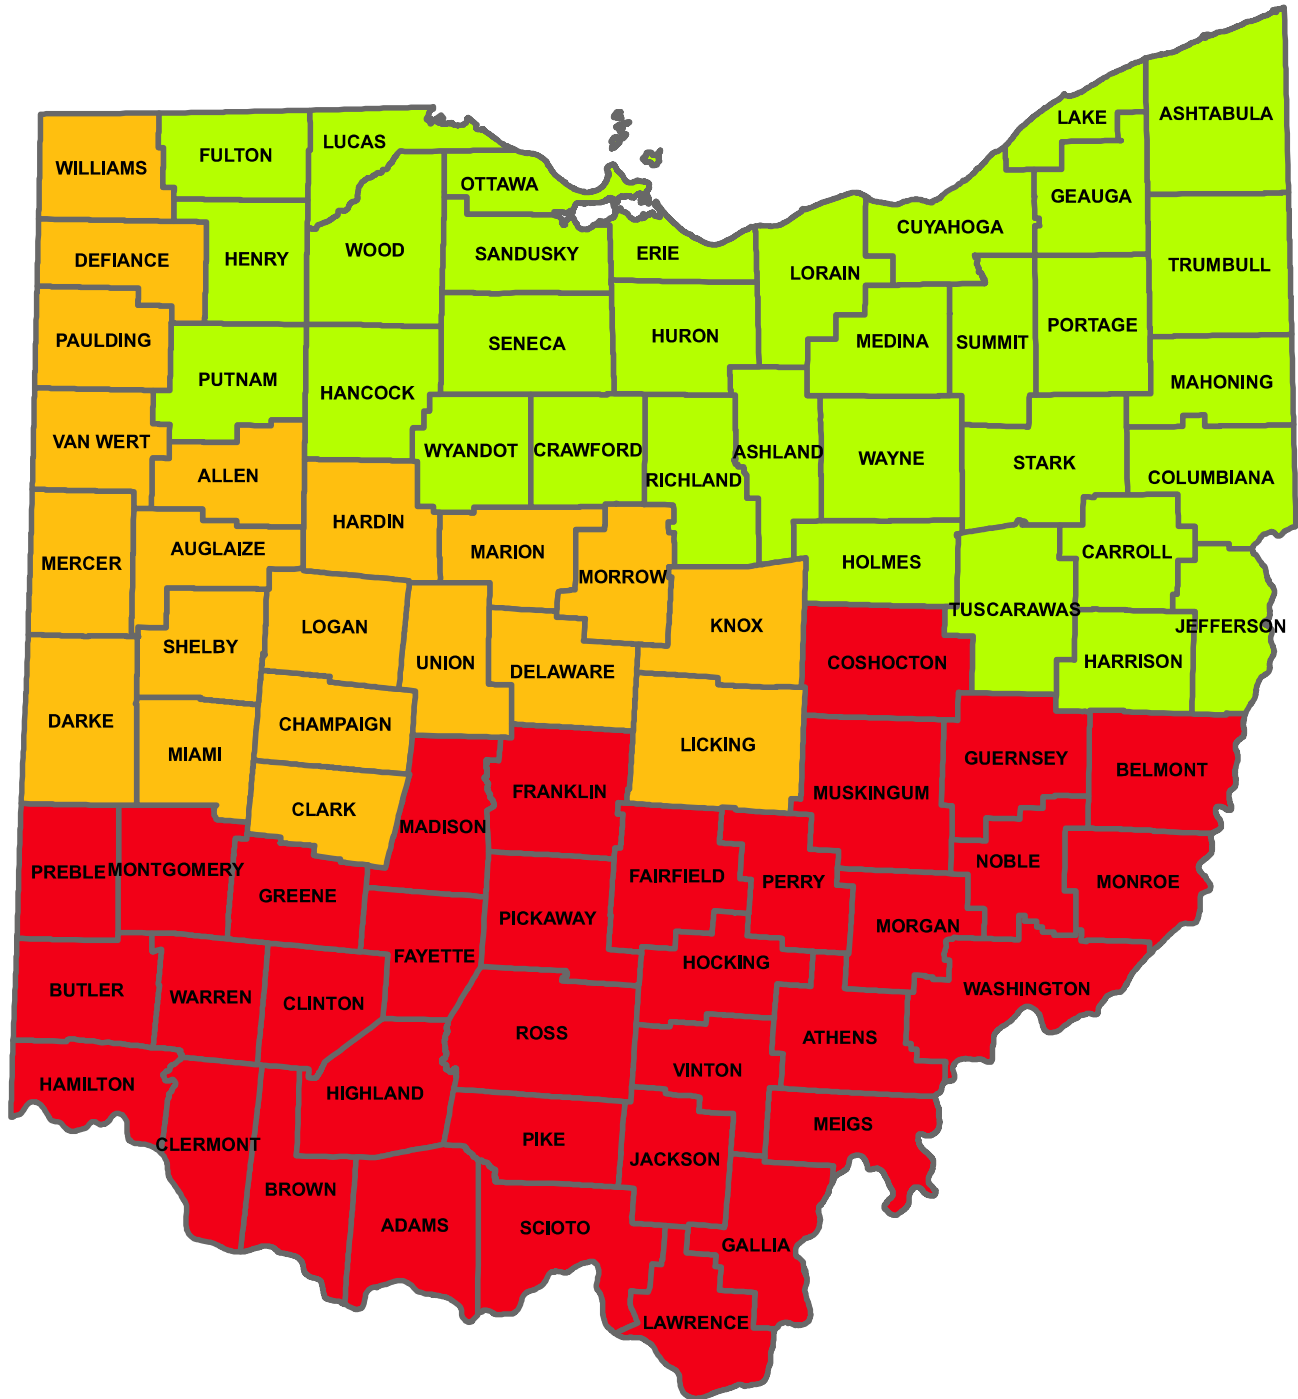 LAKE
ASHTABULA
LUCAS
FULTON
WILLIAMS
OTTAWA
GEAUGA
CUYAHOGA
WOOD
SANDUSKY
ERIE
HENRY
DEFIANCE
LORAIN
TRUMBULL
PORTAGE
HURON
PAULDING
SENECA
MEDINA
SUMMIT
PUTNAM
MAHONING
HANCOCK
VAN WERT
WYANDOT
CRAWFORD
ASHLAND
WAYNE
STARK
ALLEN
RICHLAND
COLUMBIANA
HARDIN
AUGLAIZE
MARION
CARROLL
MERCER
HOLMES
MORROW
TUSCARAWAS
LOGAN
KNOX
JEFFERSON
SHELBY
UNION
COSHOCTON
HARRISON
DELAWARE
DARKE
CHAMPAIGN
LICKING
MIAMI
GUERNSEY
BELMONT
FRANKLIN
MUSKINGUM
CLARK
MADISON
NOBLE
PREBLE
MONTGOMERY
FAIRFIELD
PERRY
MONROE
GREENE
PICKAWAY
MORGAN
FAYETTE
HOCKING
BUTLER
WARREN
CLINTON
WASHINGTON
ROSS
ATHENS
VINTON
HAMILTON
HIGHLAND
MEIGS
PIKE
CLERMONT
JACKSON
BROWN
ADAMS
SCIOTO
GALLIA
LAWRENCE